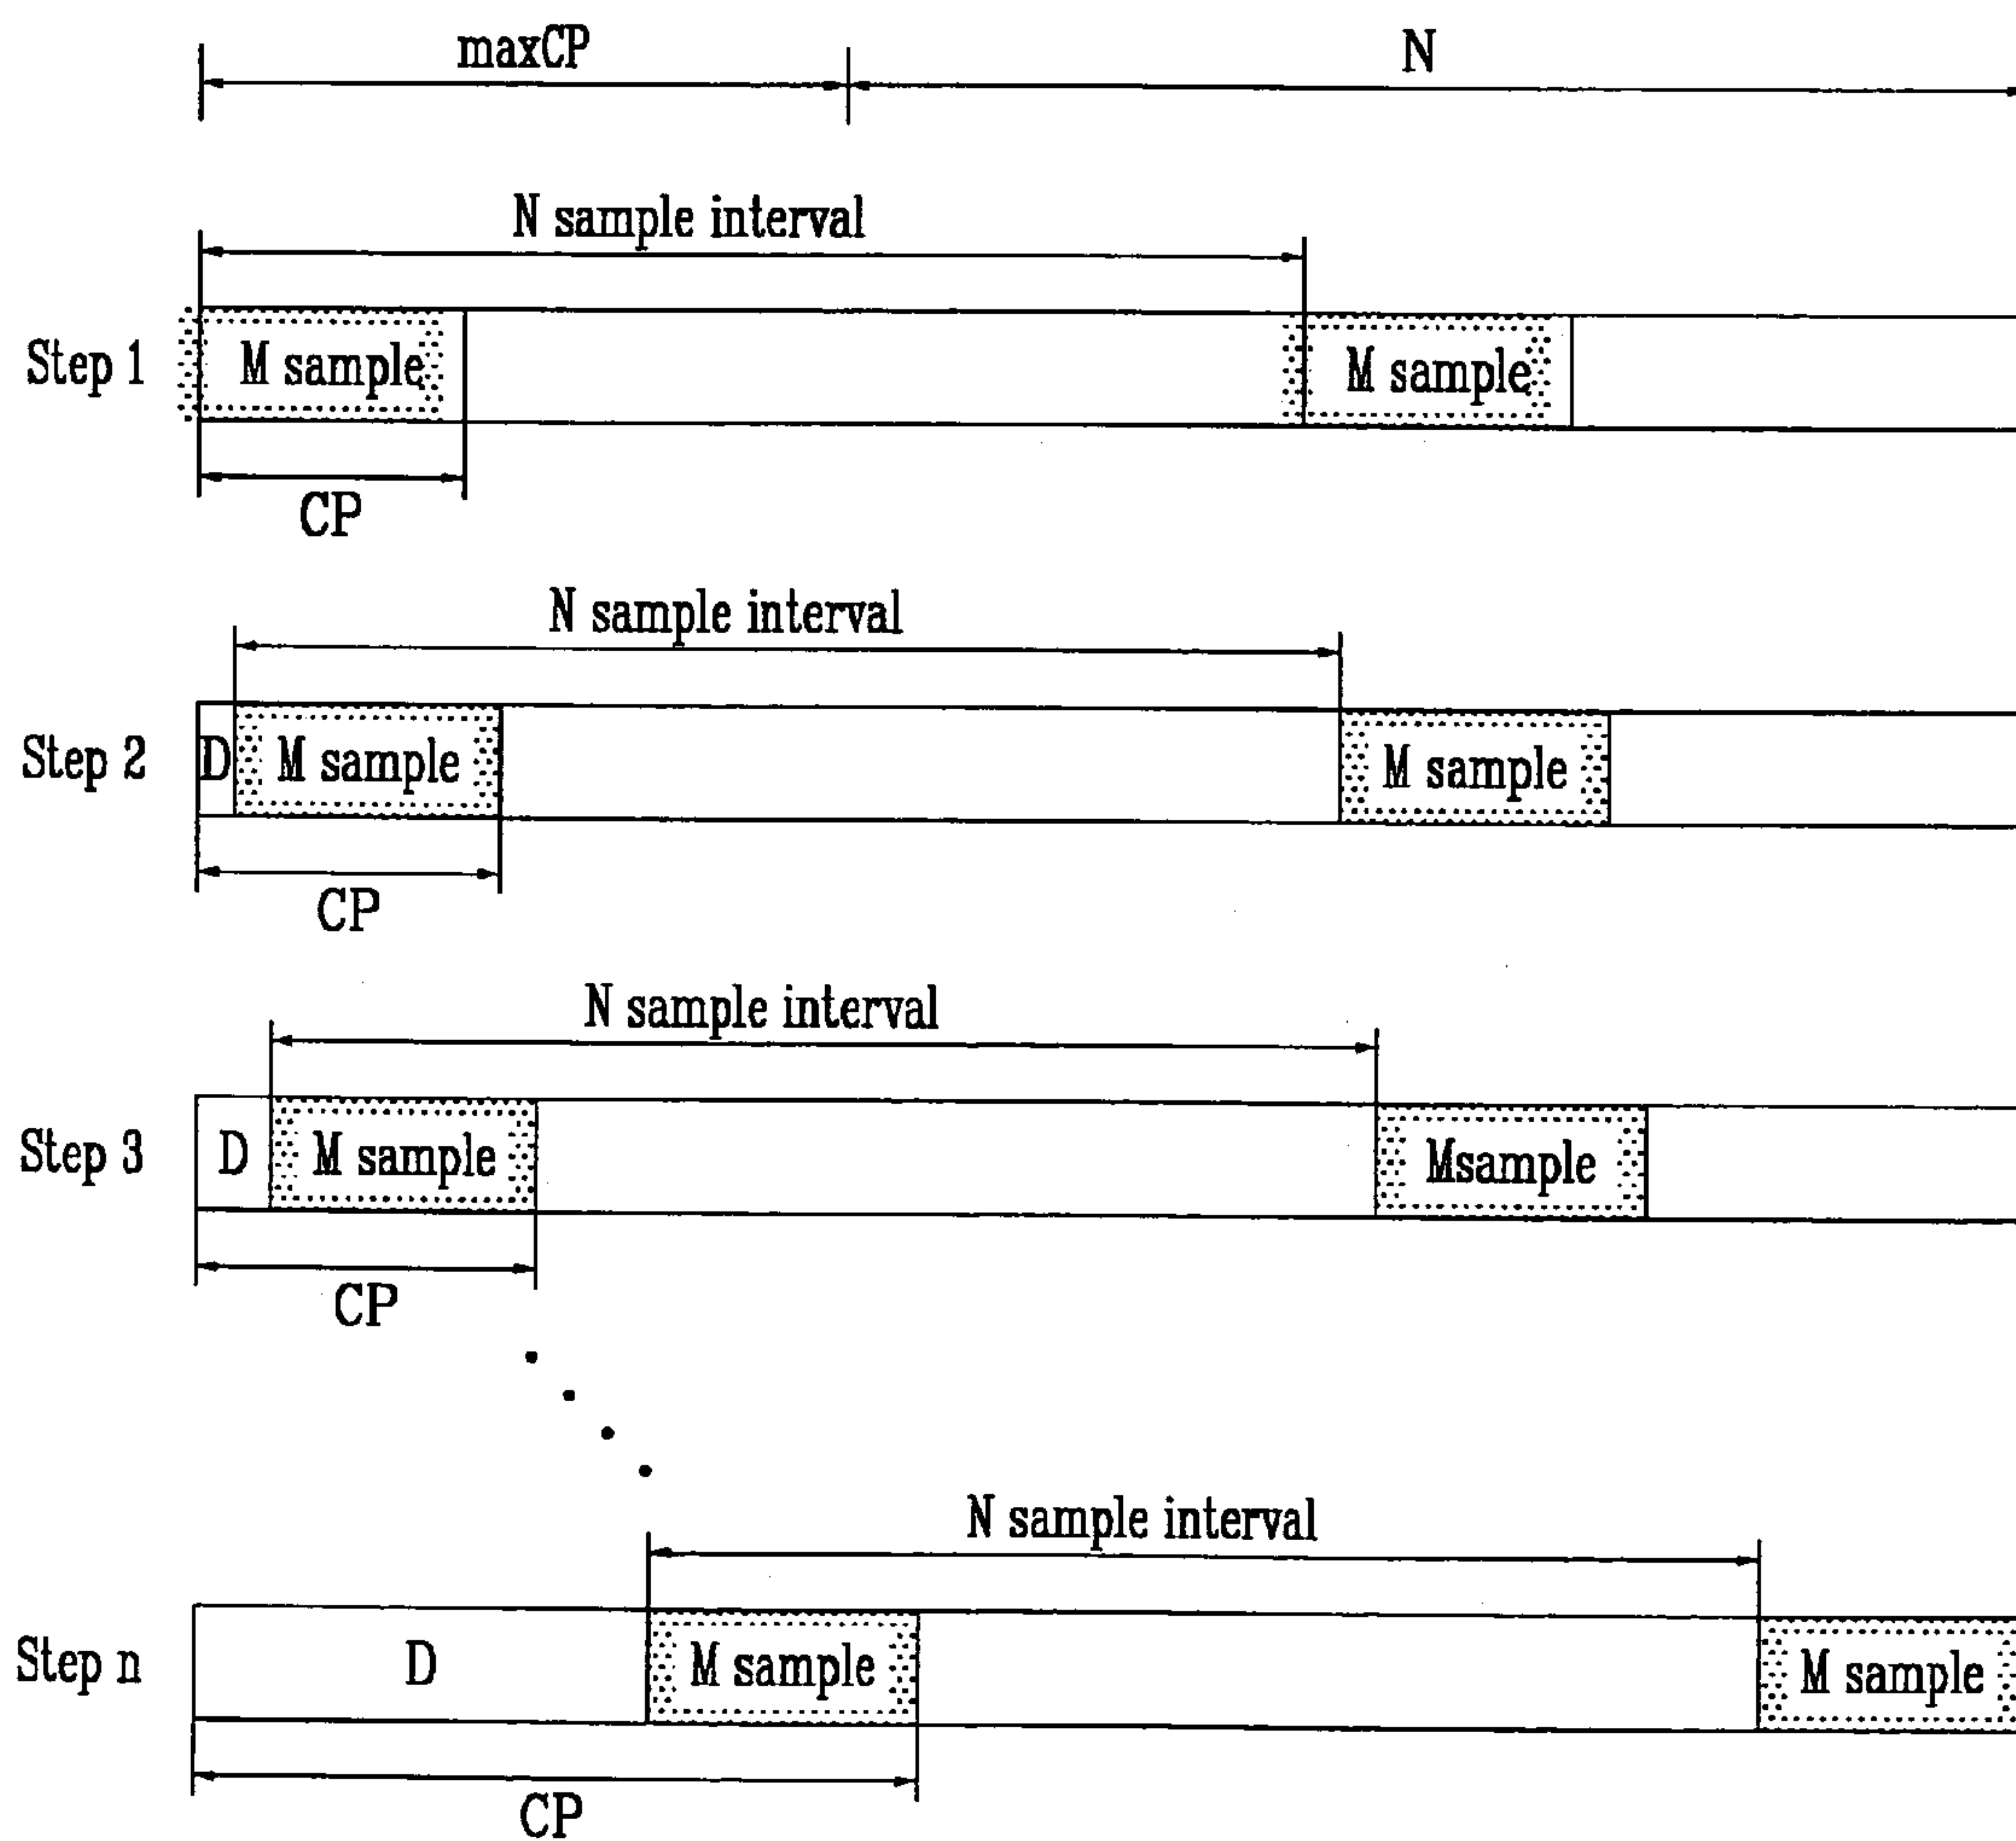 maxCP
N
N sample interval
Step 1
M sample
M sample
CP
N sample interval
Step 2
D
M sample
M sample
CP
N sample interval
Step 3
D
M sample
Msample
CP
N sample interval
Step n
D
M sample
M sample
CP